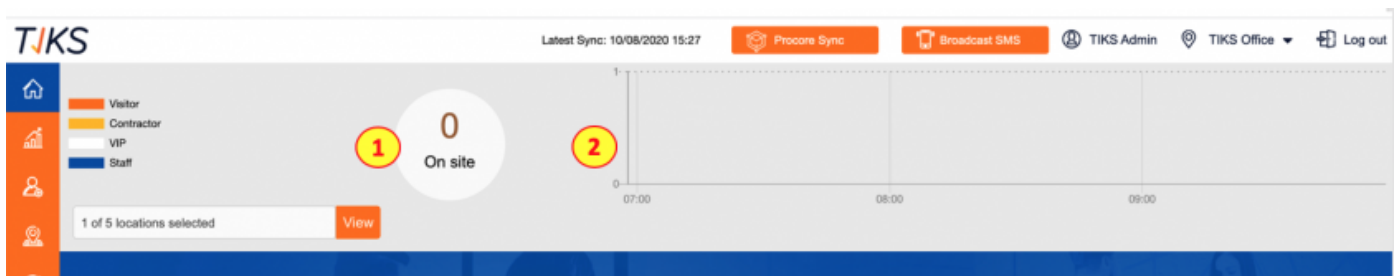 TIKS
Latest Sync: 10/08/2020 15:27
Procore Sync
Broadcast SMS
TIKS Admin
TIKS Office
Log out
Visitor
Contractor
VIP
Staff
1
0
On site
2
1
0
07:00
08:00
09:00
1 of 5 locations selected
View